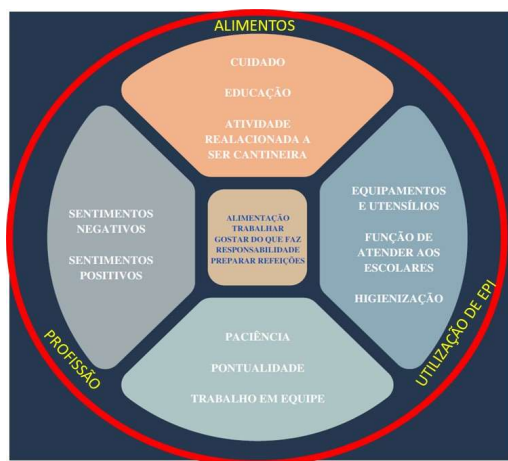 ALIMENTOS
CUIDADO
EDUCAÇÃO
ATIVIDADE
REALACIONADA A
SER CANTINEIRA
SENTIMENTOS
NEGATIVOS
SENTIMENTOS
POSITIVOS
ALIMENTAÇÃO
TRABALHAR
GOSTAR DO QUE FAZ
RESPONSABILIDADE
PREPARAR REFEIÇÕES
EQUIPAMENTOS
E UTENSÍLIOS
FUNÇÃO DE
ATENDER AOS
ESCOLARES
HIGIENIZAÇÃO
PACIÊNCIA
PONTUALIDADE
TRABALHO EM EQUIPE
PROFISSÃO
UTILIZAÇÃO DE EPI